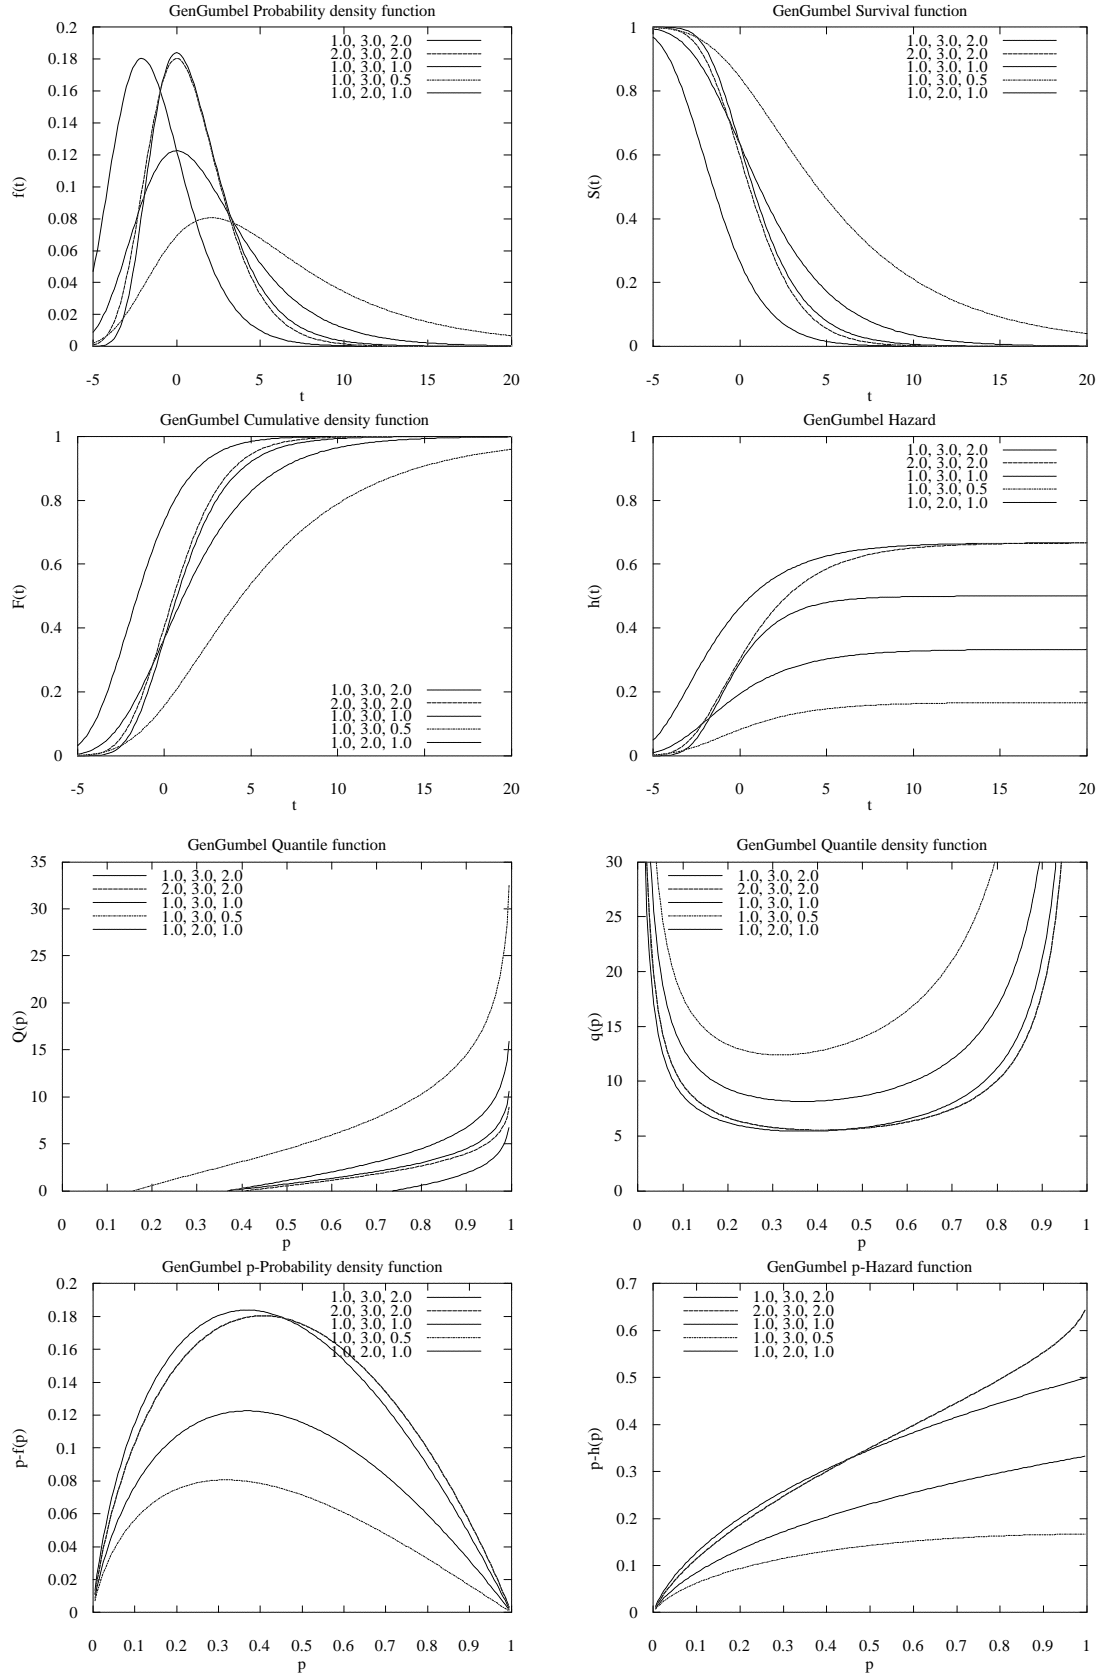 GenGumbel Probability density function
0.2
0.18
0.16
0.14
0.12
0.1
0.08
0.06
0.04
0.02
0
f(t)
1.0, 3.0, 2.0
2.0, 3.0, 2.0
1.0, 3.0, 1.0
1.0, 3.0, 0.5
1.0, 2.0, 1.0
-5 0 5 10 15 20
t
GenGumbel Survival function
1
0.8
0.6
0.4
0.2
0
S(t)
1.0, 3.0, 2.0
2.0, 3.0, 2.0
1.0, 3.0, 1.0
1.0, 3.0, 0.5
1.0, 2.0, 1.0
-5 0 5 10 15 20
t
GenGumbel Cumulative density function
1
0.8
0.6
0.4
0.2
0
F(t)
1.0, 3.0, 2.0
2.0, 3.0, 2.0
1.0, 3.0, 1.0
1.0, 3.0, 0.5
1.0, 2.0, 1.0
-5 0 5 10 15 20
t
GenGumbel Hazard
1
0.8
0.6
0.4
0.2
0
h(t)
1.0, 3.0, 2.0
2.0, 3.0, 2.0
1.0, 3.0, 1.0
1.0, 3.0, 0.5
1.0, 2.0, 1.0
-5 0 5 10 15 20
t
GenGumbel Quantile function
35
30
25
20
15
10
5
0
Q(p)
1.0, 3.0, 2.0
2.0, 3.0, 2.0
1.0, 3.0, 1.0
1.0, 3.0, 0.5
1.0, 2.0, 1.0
0 0.1 0.2 0.3 0.4 0.5 0.6 0.7 0.8 0.9 1
p
GenGumbel Quantile density function
30
25
20
15
10
5
0
q(p)
1.0, 3.0, 2.0
2.0, 3.0, 2.0
1.0, 3.0, 1.0
1.0, 3.0, 0.5
1.0, 2.0, 1.0
0 0.1 0.2 0.3 0.4 0.5 0.6 0.7 0.8 0.9 1
p
GenGumbel p-Probability density function
0.2
0.18
0.16
0.14
0.12
0.1
0.08
0.06
0.04
0.02
0
p-f(p)
1.0, 3.0, 2.0
2.0, 3.0, 2.0
1.0, 3.0, 1.0
1.0, 3.0, 0.5
1.0, 2.0, 1.0
0 0.1 0.2 0.3 0.4 0.5 0.6 0.7 0.8 0.9 1
p
GenGumbel p-Hazard function
0.7
0.6
0.5
0.4
0.3
0.2
0.1
0
p-h(p)
1.0, 3.0, 2.0
2.0, 3.0, 2.0
1.0, 3.0, 1.0
1.0, 3.0, 0.5
1.0, 2.0, 1.0
0 0.1 0.2 0.3 0.4 0.5 0.6 0.7 0.8 0.9 1
p